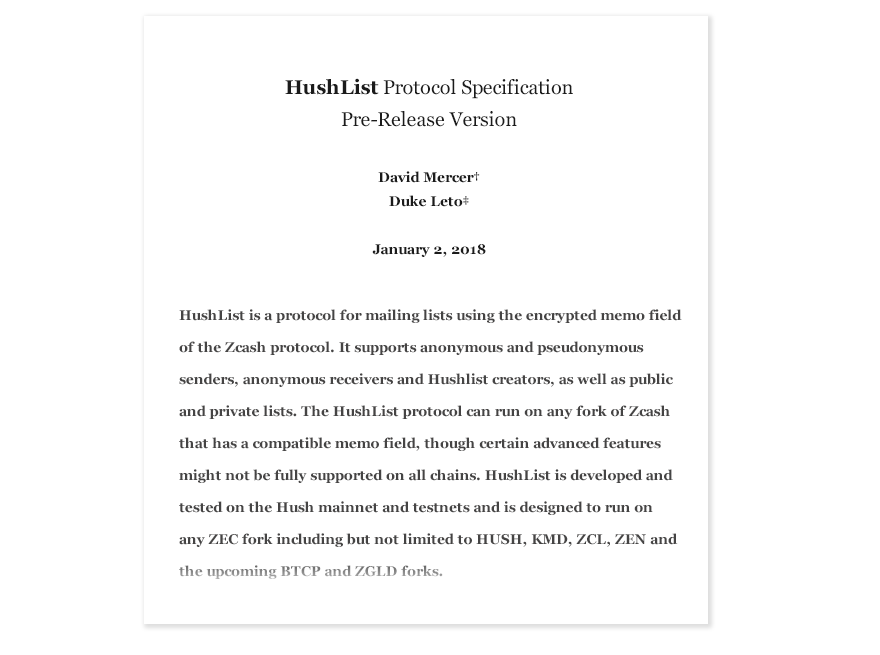 HushList Protocol Specification
Pre-Release Version
David Mercer†
Duke Leto‡
January 2, 2018
HushList is a protocol for mailing lists using the encrypted memo field
of the Zcash protocol. It supports anonymous and pseudonymous
senders, anonymous receivers and Hushlist creators, as well as public
and private lists. The HushList protocol can run on any fork of Zcash
that has a compatible memo field, though certain advanced features
might not be fully supported on all chains. HushList is developed and
tested on the Hush mainnet and testnets and is designed to run on
any ZEC fork including but not limited to HUSH, KMD, ZCL, ZEN and
the upcoming BTCP and ZGLD forks.